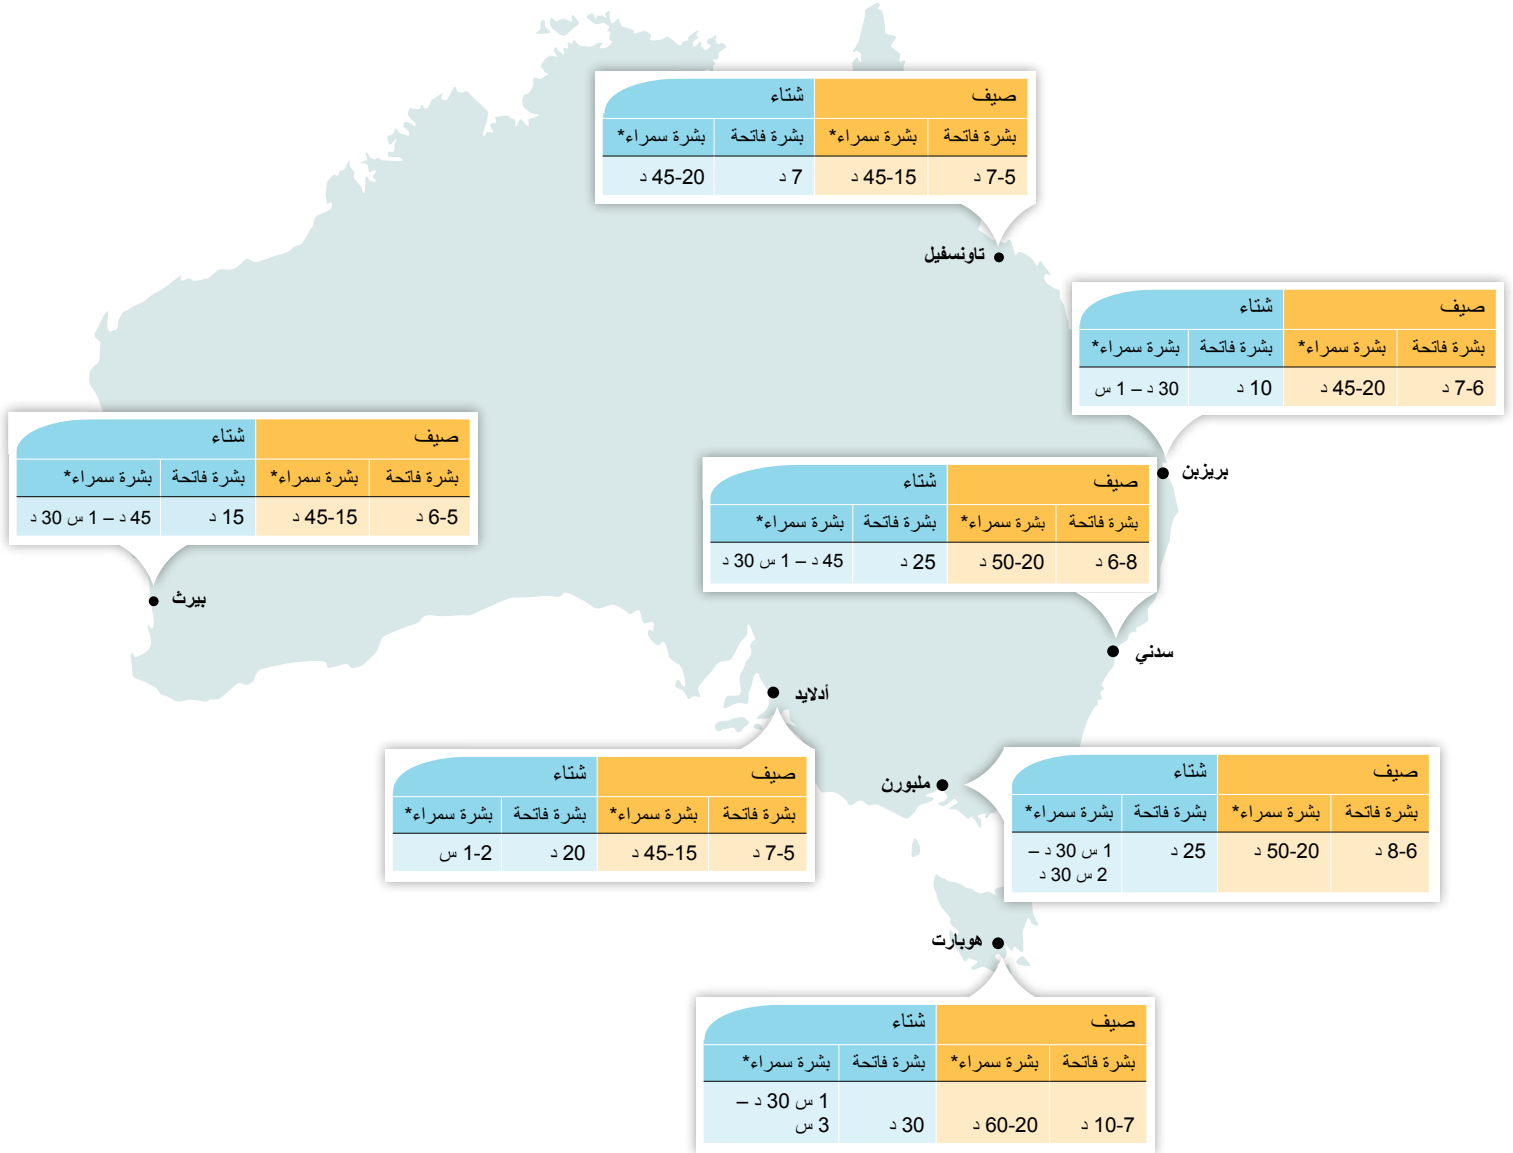 صيف شتاء
بشرة فاتحة بشرة سمراء* بشرة فاتحة بشرة سمراء*
7-5 د 45-15 د 7 د 45-20 د
تاونسفيل
صيف شتاء
بشرة فاتحة بشرة سمراء* بشرة فاتحة بشرة سمراء*
7-6 د 45-20 د 10 د 30 د – 1 س
بريزبن
صيف شتاء
بشرة فاتحة بشرة سمراء* بشرة فاتحة بشرة سمراء*
6-5 د 45-15 د 15 د 45 د – 1 س 30 د
بيرث
صيف شتاء
بشرة فاتحة بشرة سمراء* بشرة فاتحة بشرة سمراء*
6-8 د 50-20 د 25 د 45 د – 1 س 30 د
سدني
أدلايد
صيف شتاء
بشرة فاتحة بشرة سمراء* بشرة فاتحة بشرة سمراء*
7-5 د 45-15 د 20 د 1-2 س
ملبورن
صيف شتاء
بشرة فاتحة بشرة سمراء* بشرة فاتحة بشرة سمراء*
8-6 د 50-20 د 25 د 1 س 30 د –
2 س 30 د
هوبارت
صيف شتاء
بشرة فاتحة بشرة سمراء* بشرة فاتحة بشرة سمراء*
1 س 30 د –
10-7 د 60-20 د 30 د 3 س